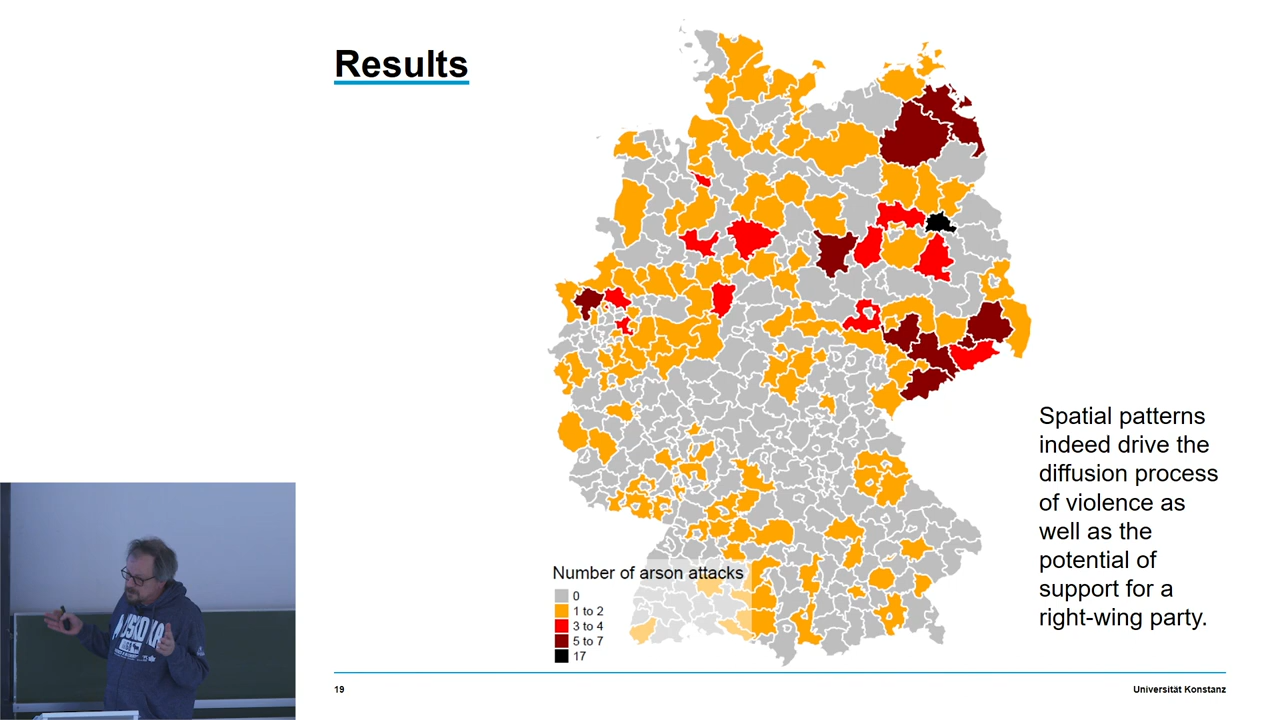 Results
Spatial patterns
indeed drive the
diffusion process
of violence as
well as the
potential of
support for a
right-wing party.
Number of arson attacks
0
1 to 2
3 to 4
5 to 7
17
19
Universität Konstanz